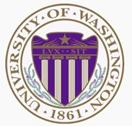 UNIVERSITY · OF · WASHINGTON
LVX SIT
1861